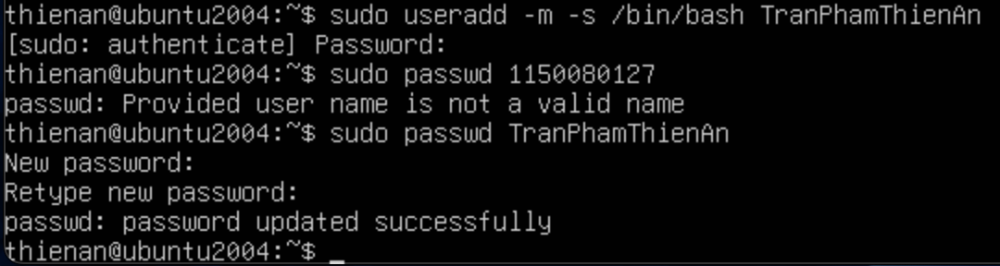 thienan@ubuntu2004:~$ sudo useradd -m -s /bin/bash TranPhamThienAn
[sudo: authenticate] Password:
thienan@ubuntu2004:~$ sudo passwd 1150080127
passwd: Provided user name is not a valid name
thienan@ubuntu2004:~$ sudo passwd TranPhamThienAn
New password:
Retype new password:
passwd: password updated successfully
thienan@ubuntu2004:~$ _